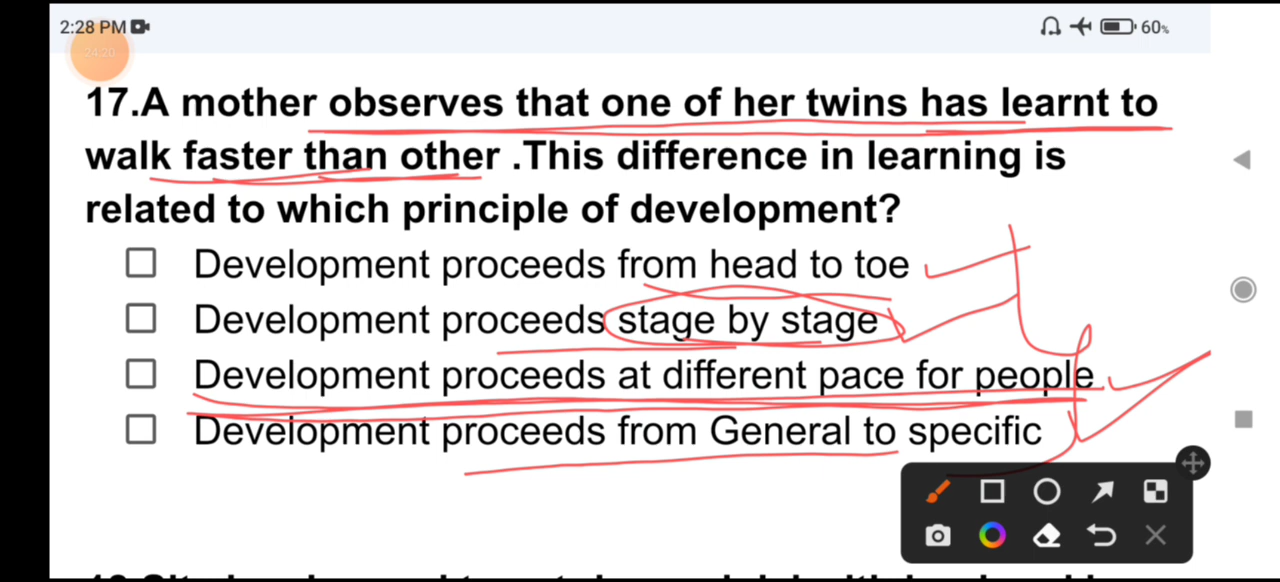 2:28 PM
60%
24:20
17.A mother observes that one of her twins has learnt to
walk faster than other .This difference in learning is
related to which principle of development?
Development proceeds from head to toe
Development proceeds stage by stage
Development proceeds at different pace for people
Development proceeds from General to specific